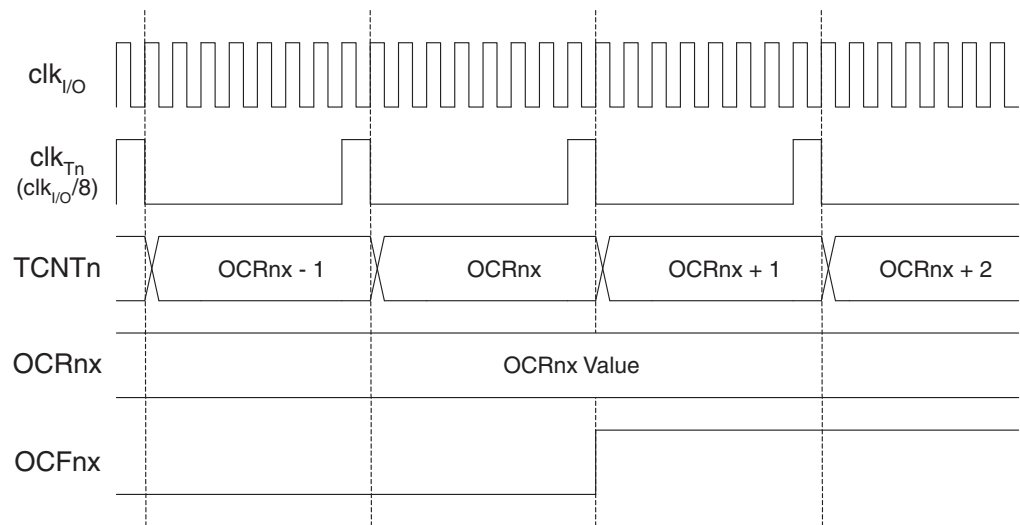 clkI/O
clkTn
(clkI/O/8)
TCNTn
OCRnx - 1
OCRnx
OCRnx + 1
OCRnx + 2
OCRnx
OCRnx Value
OCFnx